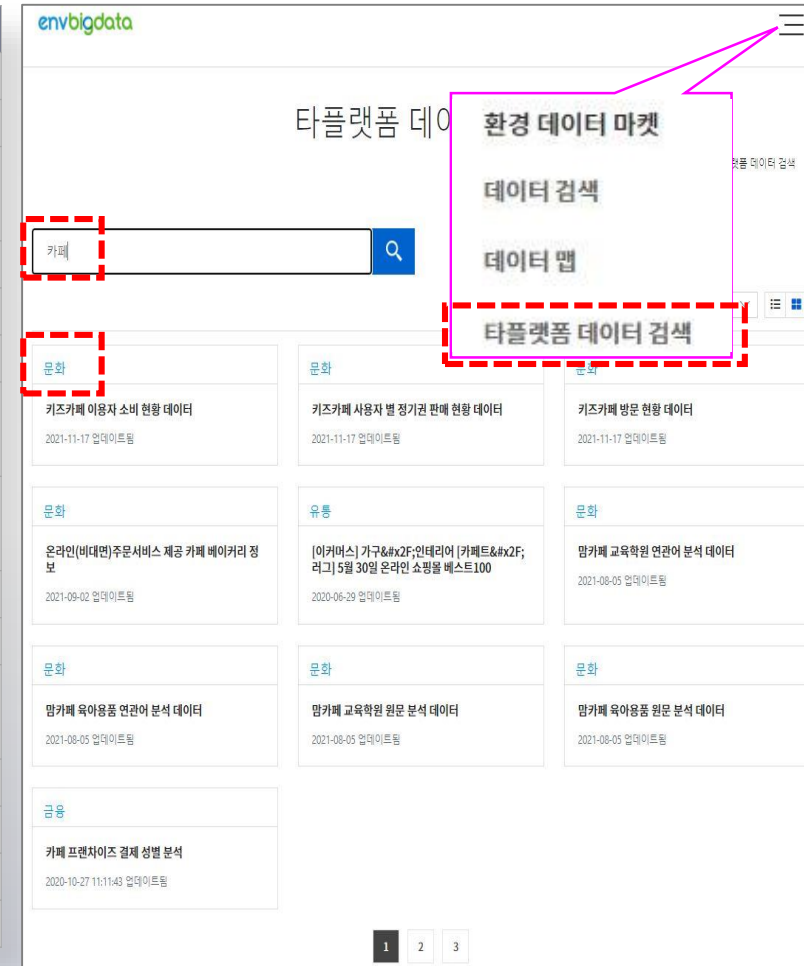 envbigdata
타플랫폼 데이
환경 데이터 마켓
데이터 검색
데이터 맵
타플랫폼 데이터 검색
랫폼 데이터 검색
카페
문화
키즈카페 이용자 소비 현황 데이터
2021-11-17 업데이트됨
문화
키즈카페 사용자 별 정기권 판매 현황 데이터
2021-11-17 업데이트됨
문화
키즈카페 방문 현황 데이터
2021-11-17 업데이트됨
문화
온라인(비대면)주문서비스 제공 카페 베이커리 정
보
2021-09-02 업데이트됨
유통
[이커머스] 가구&#x2F;인테리어 [카페트&#x2F;
러그] 5월 30일 온라인 쇼핑몰 베스트100
2020-06-29 업데이트됨
문화
맘카페 교육학원 연관어 분석 데이터
2021-08-05 업데이트됨
문화
맘카페 육아용품 연관어 분석 데이터
2021-08-05 업데이트됨
문화
맘카페 교육학원 원문 분석 데이터
2021-08-05 업데이트됨
문화
맘카페 육아용품 원문 분석 데이터
2021-08-05 업데이트됨
금융
카페 프랜차이즈 결제 성별 분석
2020-10-27 11:11:43 업데이트됨
1 2 3